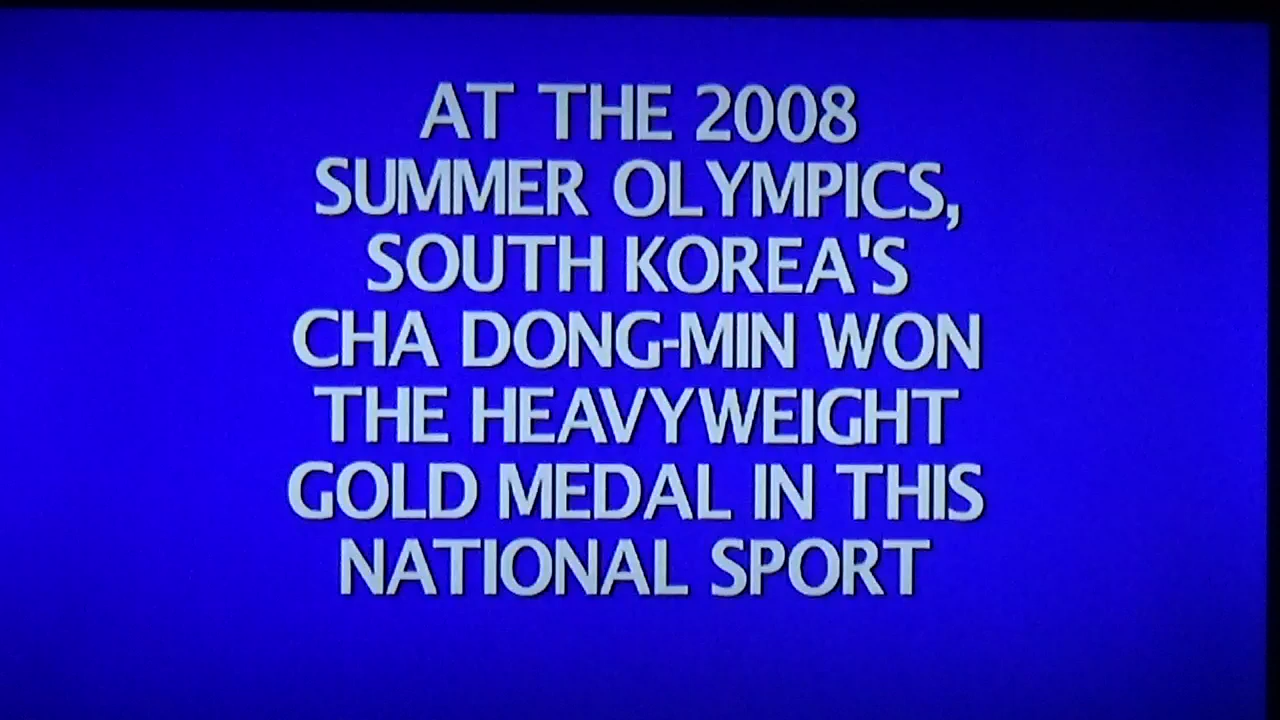 AT THE 2008
SUMMER OLYMPICS,
SOUTH KOREA'S
CHA DONG-MIN WON
THE HEAVYWEIGHT
GOLD MEDAL IN THIS
NATIONAL SPORT